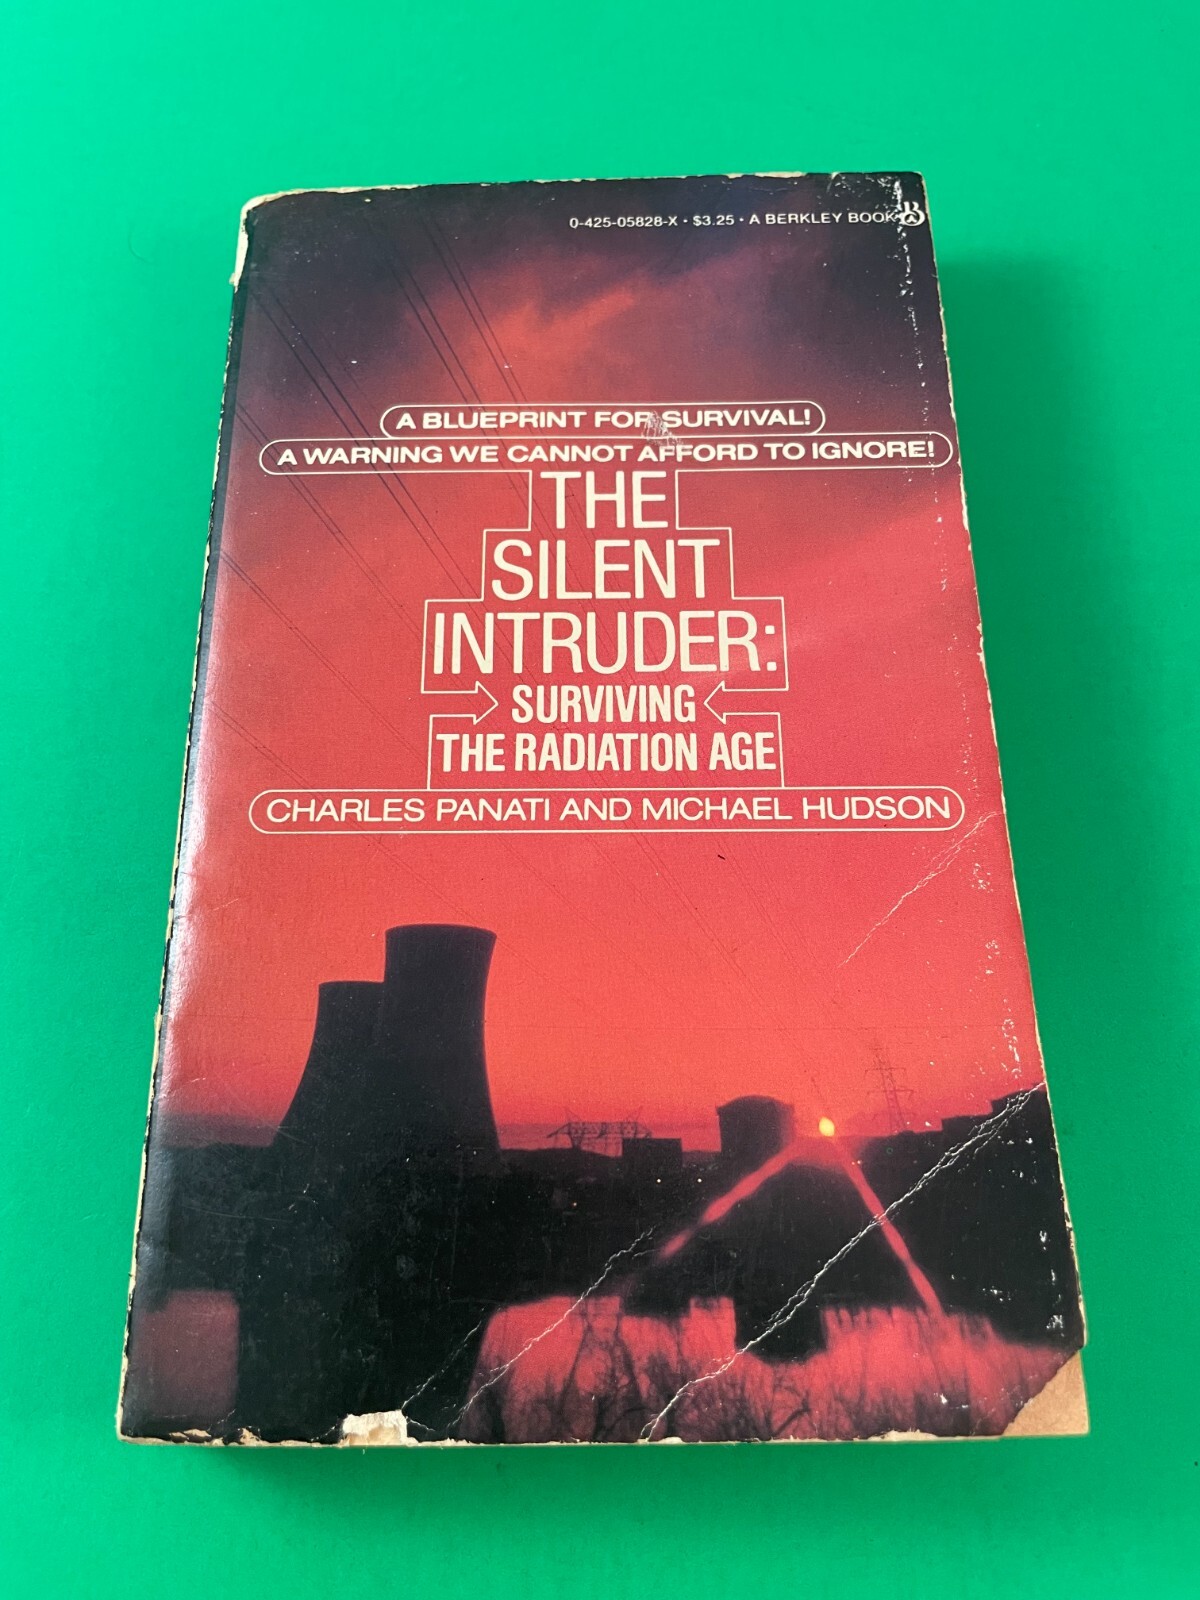 0-425-05828-X • $3.25 • A BERKLEY BOOK
A BLUEPRINT FOR SURVIVAL!
A WARNING WE CANNOT AFFORD TO IGNORE!
THE
SILENT
INTRUDER:
SURVIVING
THE RADIATION AGE
CHARLES PANATI AND MICHAEL HUDSON